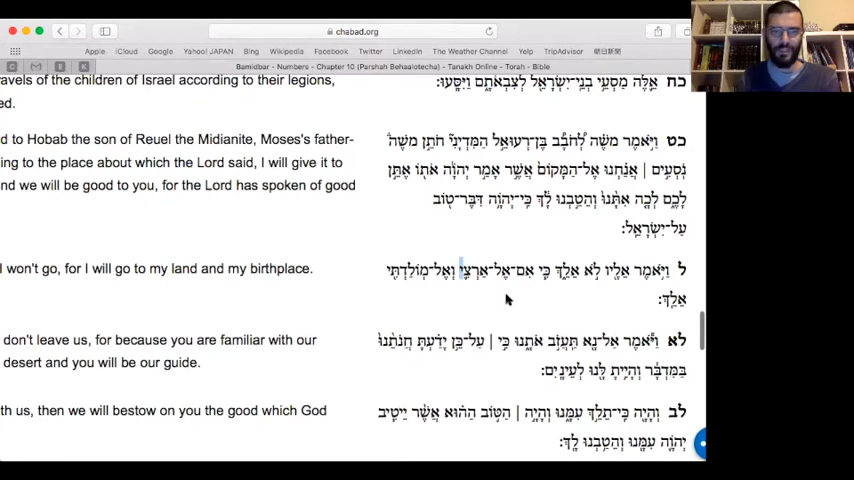 chabad.org
Apple iCloud Google Yahoo! JAPAN Bing Wikipedia Facebook Twitter LinkedIn The Weather Channel Yelp TripAdvisor 朝日新聞
Bamidbar - Numbers - Chapter 10 (Parshah Behaalotecha) - Tanakh Online - Torah - Bible
ravels of the children of Israel according to their legions,
ed.
כח אֵ֛לֶּה מַסְעֵ֥י בְנֵֽי־יִשְׂרָאֵ֖ל לְצִבְאֹתָ֑ם וַיִּסָּֽעוּ:
d to Hobab the son of Reuel the Midianite, Moses's father-
ing to the place about which the Lord said, I will give it to
nd we will be good to you, for the Lord has spoken of good
כט וַיֹּ֣אמֶר משֶׁ֗ה לְ֠חֹבָ֠ב בֶּן־רְעוּאֵ֣ל הַמִּדְיָנִי֘ חֹתֵ֣ן משֶׁה֒
נֹסְעִ֣ים | אֲנַ֗חְנוּ אֶל־הַמָּקוֹם֙ אֲשֶׁ֣ר אָמַ֣ר יְהֹוָ֔ה אֹת֖וֹ אֶתֵּ֣ן
לָכֶ֑ם לְכָ֤ה אִתָּ֨נוּ֙ וְהֵטַ֣בְנוּ לָ֔ךְ כִּֽי־יְהֹוָ֥ה דִּבֶּר־ט֖וֹב
עַל־יִשְׂרָאֵֽל:
I won't go, for I will go to my land and my birthplace.
ל וַיֹּ֥אמֶר אֵלָ֖יו לֹ֣א אֵלֵ֑ךְ כִּ֧י אִם־אֶל־אַרְצִ֛י וְאֶל־מֽוֹלַדְתִּ֖י
אֵלֵֽךְ:
don't leave us, for because you are familiar with our
desert and you will be our guide.
לא וַיֹּ֕אמֶר אַל־נָ֖א תַּֽעֲזֹ֣ב אֹתָ֑נוּ כִּ֣י | עַל־כֵּ֣ן יָדַ֗עְתָּ חֲנֹתֵ֨נוּ֙
בַּמִּדְבָּ֔ר וְהָיִ֥יתָ לָּ֖נוּ לְעֵינָֽיִם:
th us, then we will bestow on you the good which God
לב וְהָיָ֖ה כִּֽי־תֵלֵ֣ךְ עִמָּ֑נוּ וְהָיָ֣ה | הַטּ֣וֹב הַה֗וּא אֲשֶׁ֨ר יֵיטִ֧יב
יְהֹוָ֛ה עִמָּ֖נוּ וְהֵטַ֥בְנוּ לָֽךְ: